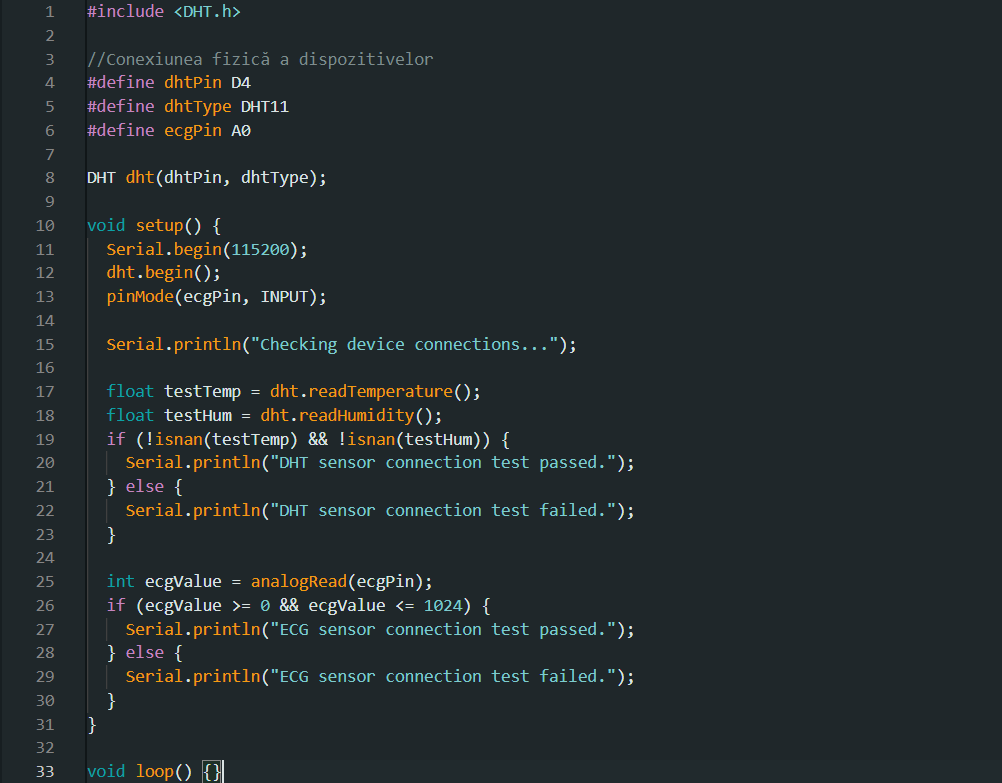 1 #include <DHT.h>
2
3 //Conexiunea fizică a dispozitivelor
4 #define dhtPin D4
5 #define dhtType DHT11
6 #define ecgPin A0
7
8 DHT dht(dhtPin, dhtType);
9
10 void setup() {
11   Serial.begin(115200);
12   dht.begin();
13   pinMode(ecgPin, INPUT);
14
15   Serial.println("Checking device connections...");
16
17   float testTemp = dht.readTemperature();
18   float testHum = dht.readHumidity();
19   if (!isnan(testTemp) && !isnan(testHum)) {
20     Serial.println("DHT sensor connection test passed.");
21   } else {
22     Serial.println("DHT sensor connection test failed.");
23   }
24
25   int ecgValue = analogRead(ecgPin);
26   if (ecgValue >= 0 && ecgValue <= 1024) {
27     Serial.println("ECG sensor connection test passed.");
28   } else {
29     Serial.println("ECG sensor connection test failed.");
30   }
31 }
32
33 void loop() {}